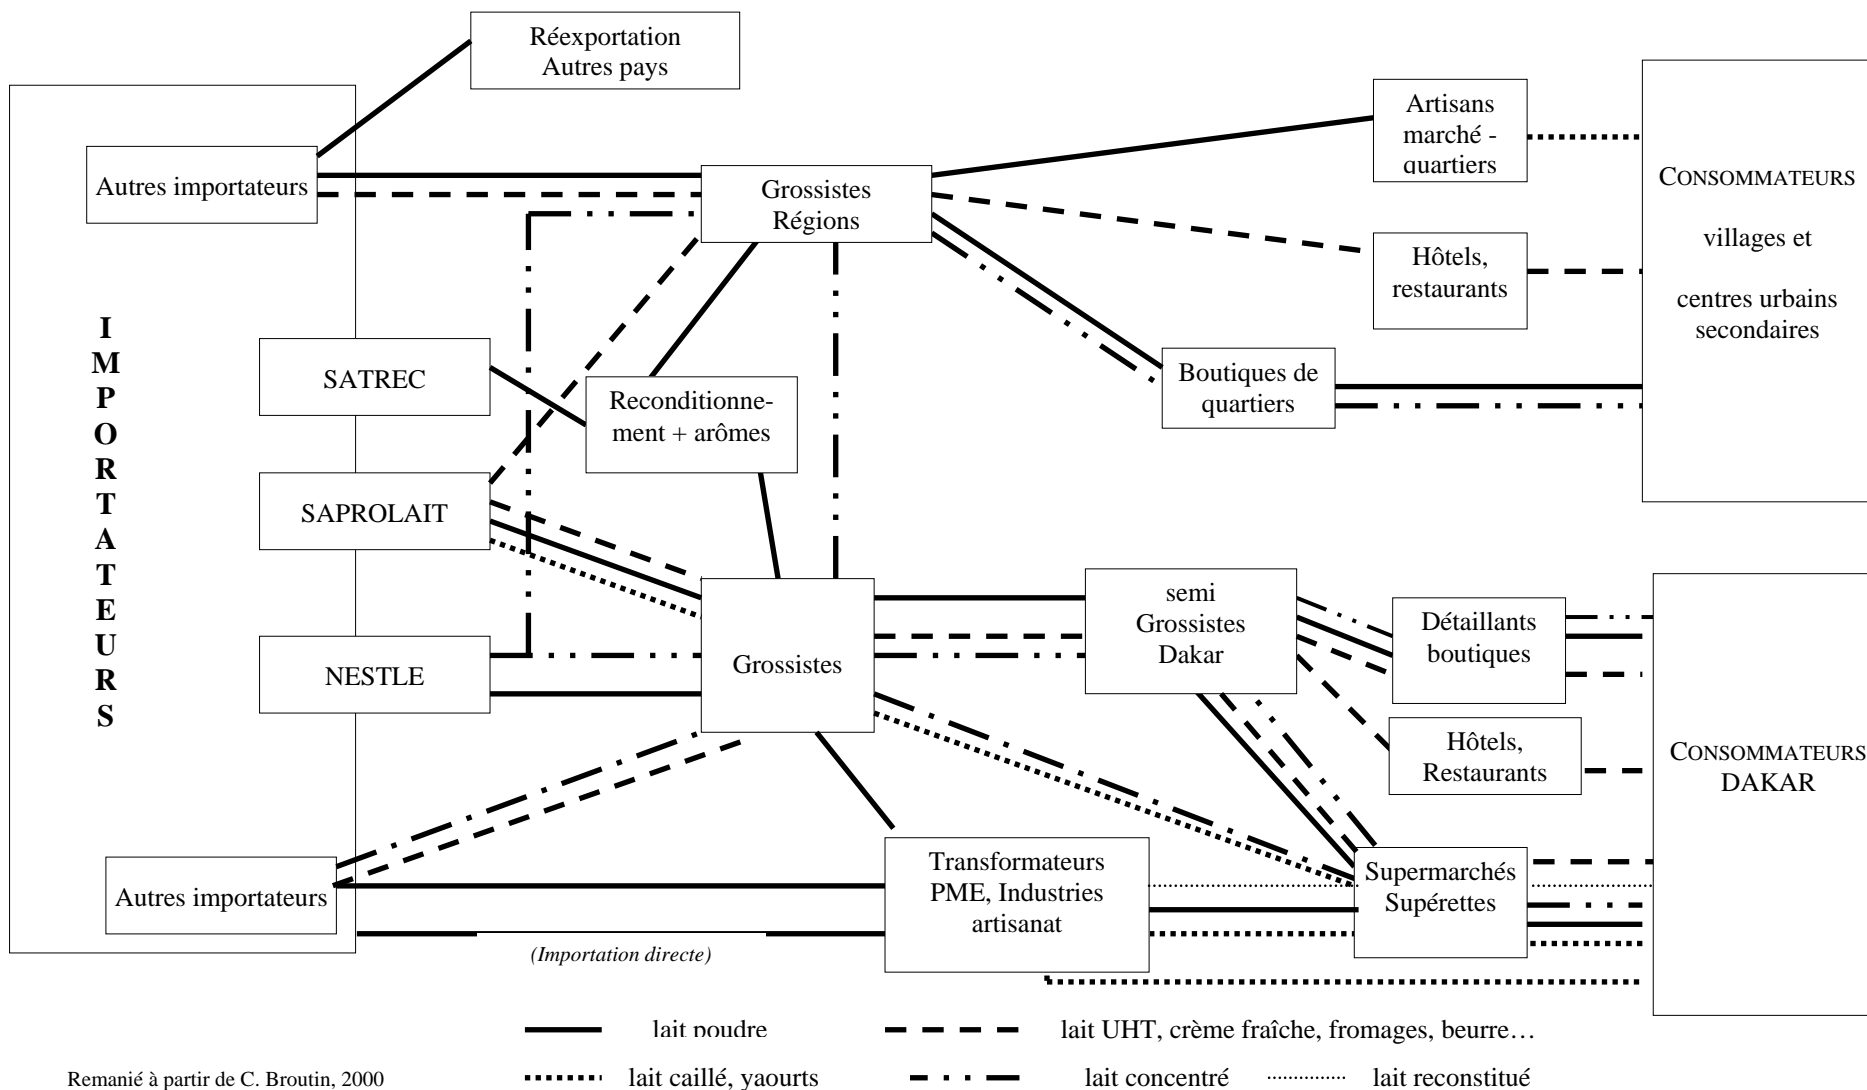 Réexportation
Autres pays
Autres importateurs
Grossistes
Régions
Artisans
marché -
quartiers
CONSOMMATEURS
villages et
centres urbains
secondaires
Hôtels,
restaurants
Boutiques de
quartiers
IMPORTATEURS
SATREC
Reconditionne-
ment + arômes
SAPROLAIT
NESTLE
Grossistes
semi
Grossistes
Dakar
Détaillants
boutiques
Hôtels,
Restaurants
CONSOMMATEURS
DAKAR
Autres importateurs
Transformateurs
PME, Industries
artisanat
Supermarchés
Supérettes
(Importation directe)
lait poudre
lait UHT, crème fraîche, fromages, beurre…
lait caillé, yaourts
lait concentré
lait reconstitué
Remanié à partir de C. Broutin, 2000